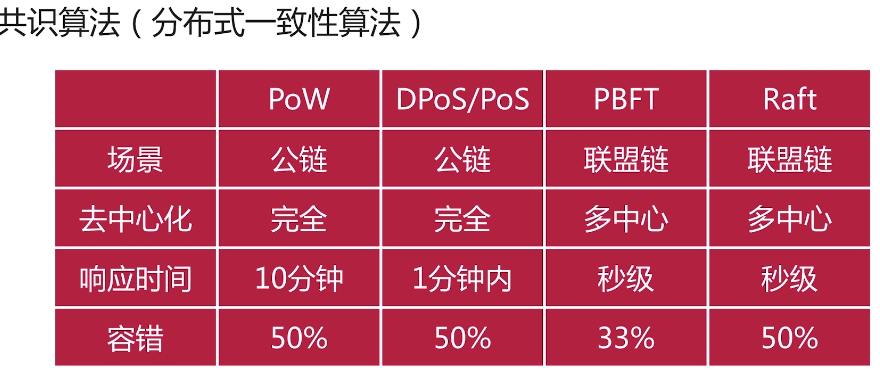 共识算法（分布式一致性算法）
PoW DPoS/PoS PBFT Raft
场景 公链 公链 联盟链 联盟链
去中心化 完全 完全 多中心 多中心
响应时间 10分钟 1分钟内 秒级 秒级
容错 50% 50% 33% 50%